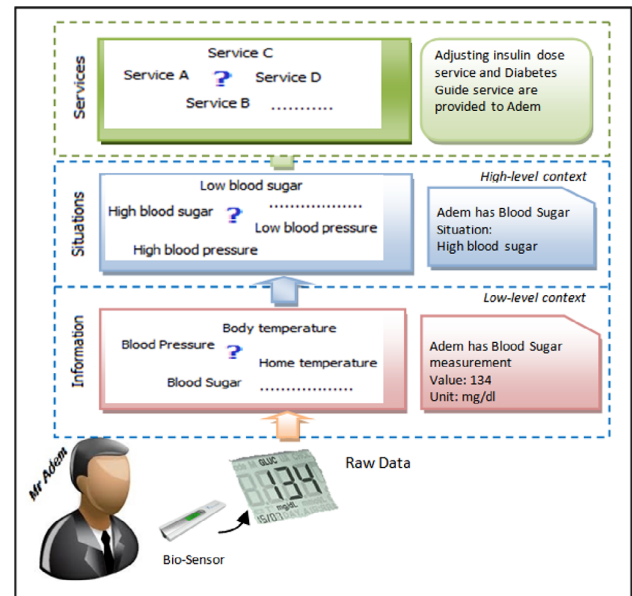 Services
Service C
Service A ? Service D
Service B ...........
Adjusting insulin dose
service and Diabetes
Guide service are
provided to Adem
High-level context
Situations
Low blood sugar
High blood sugar ? ..................
Low blood pressure
High blood pressure
Adem has Blood Sugar
Situation:
High blood sugar
Low-level context
Information
Body temperature
Blood Pressure ?
Home temperature
Blood Sugar ..................
Adem has Blood Sugar
measurement
Value: 134
Unit: mg/dl
Mr Adem
GLUC
134
mg/dL
Raw Data
Bio-Sensor